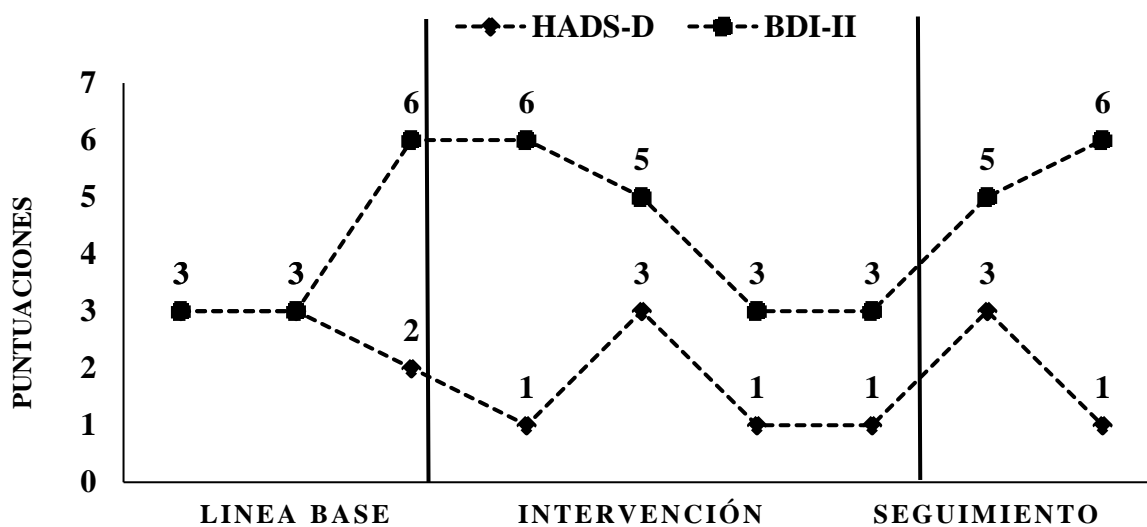 HADS-D BDI-II
7
6 6 6
6
5 5
5
4
3 3 3 3 3 3
3
2
2
1 1 1 1
1
0
PUNTUACIONES
LINEA BASE INTERVENCIÓN SEGUIMIENTO